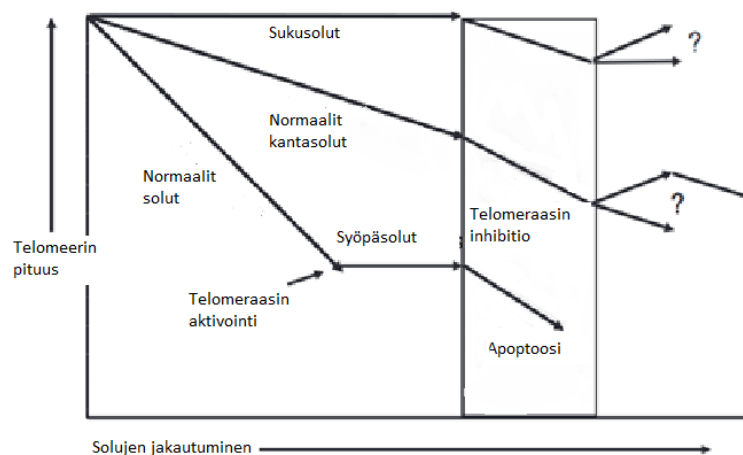 Sukusolut
?
Normaalit
kantasolut
Normaalit
solut
?
Telomeraasin
inhibitio
Telomeerin
pituus
Syöpäsolut
s
Telomeraasin
aktivointi
Apoptoosi
Solujen jakautuminen